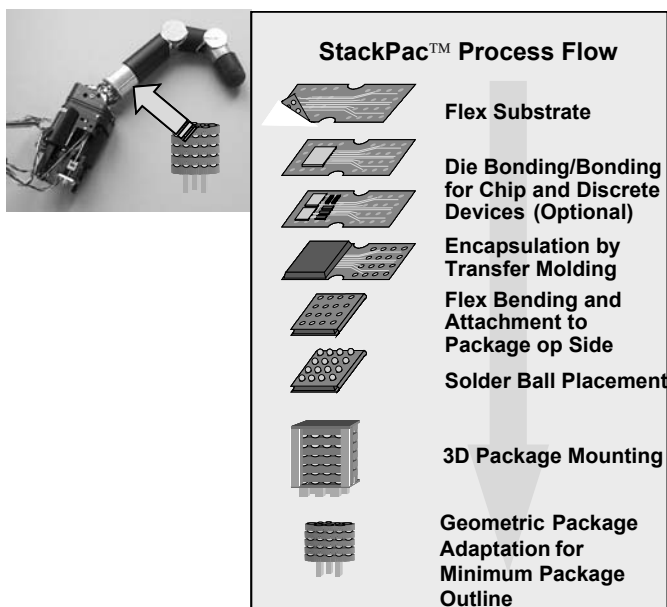 StackPac™ Process Flow
Flex Substrate
Die Bonding/Bonding
for Chip and Discrete
Devices (Optional)
Encapsulation by
Transfer Molding
Flex Bending and
Attachment to
Package op Side
Solder Ball Placement
3D Package Mounting
Geometric Package
Adaptation for
Minimum Package
Outline